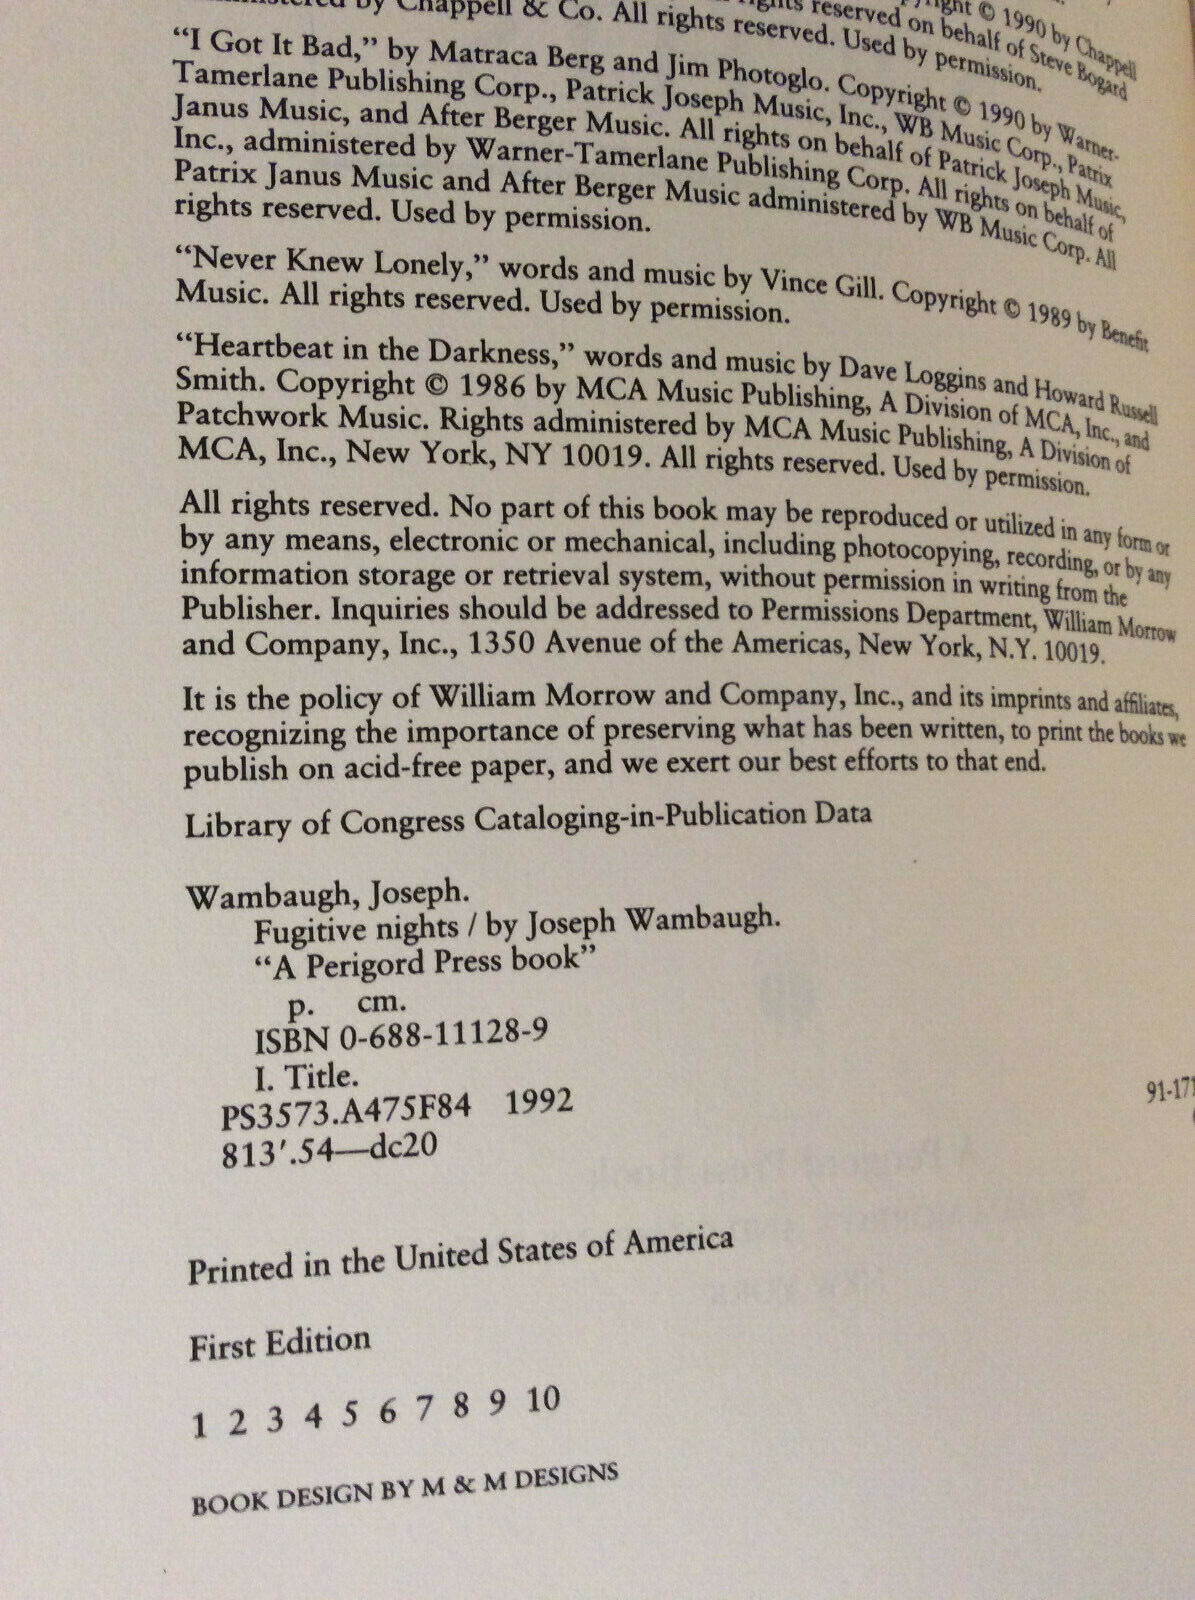 by Chappell & Co. All rights reserved. Used by permission.
© 1990 by Chappell
rights reserved on behalf of Steve Bogard
"I Got It Bad," by Matraca Berg and Jim Photoglo. Copyright © 1990 by Warner-
Tamerlane Publishing Corp., Patrick Joseph Music, Inc., WB Music Corp., Patrix
Janus Music, and After Berger Music. All rights on behalf of Patrick Joseph Music,
Inc., administered by Warner-Tamerlane Publishing Corp. All rights on behalf of
Patrix Janus Music and After Berger Music administered by WB Music Corp. All
rights reserved. Used by permission.
"Never Knew Lonely," words and music by Vince Gill. Copyright © 1989 by Benefit
Music. All rights reserved. Used by permission.
"Heartbeat in the Darkness," words and music by Dave Loggins and Howard Russell
Smith. Copyright © 1986 by MCA Music Publishing, A Division of MCA, Inc., and
Patchwork Music. Rights administered by MCA Music Publishing, A Division of
MCA, Inc., New York, NY 10019. All rights reserved. Used by permission.
All rights reserved. No part of this book may be reproduced or utilized in any form or
by any means, electronic or mechanical, including photocopying, recording, or by any
information storage or retrieval system, without permission in writing from the
Publisher. Inquiries should be addressed to Permissions Department, William Morrow
and Company, Inc., 1350 Avenue of the Americas, New York, N.Y. 10019.
It is the policy of William Morrow and Company, Inc., and its imprints and affiliates,
recognizing the importance of preserving what has been written, to print the books we
publish on acid-free paper, and we exert our best efforts to that end.
Library of Congress Cataloging-in-Publication Data
Wambaugh, Joseph.
Fugitive nights / by Joseph Wambaugh.
"A Perigord Press book"
p. cm.
ISBN 0-688-11128-9
I. Title.
PS3573.A475F84 1992
813'.54—dc20
91-171
Printed in the United States of America
First Edition
1 2 3 4 5 6 7 8 9 10
BOOK DESIGN BY M & M DESIGNS